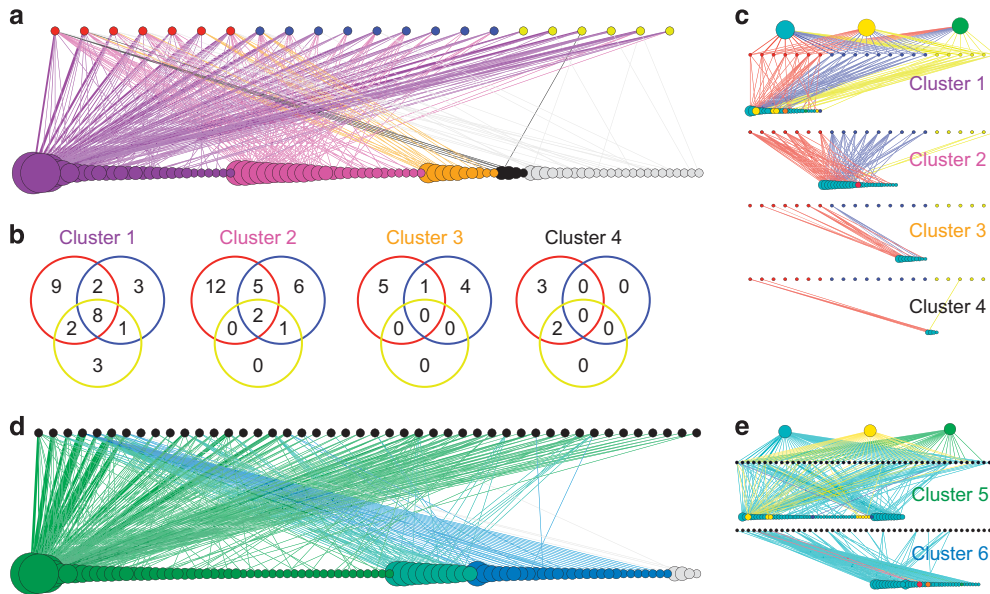 a
b
Cluster 1
Cluster 2
Cluster 3
Cluster 4
9 2 3
2 8 1
3
12 5 6
0 2 1
0
5 1 4
0 0 0
0
3 0 0
2 0 0
0
c
Cluster 1
Cluster 2
Cluster 3
Cluster 4
d
e
Cluster 5
Cluster 6